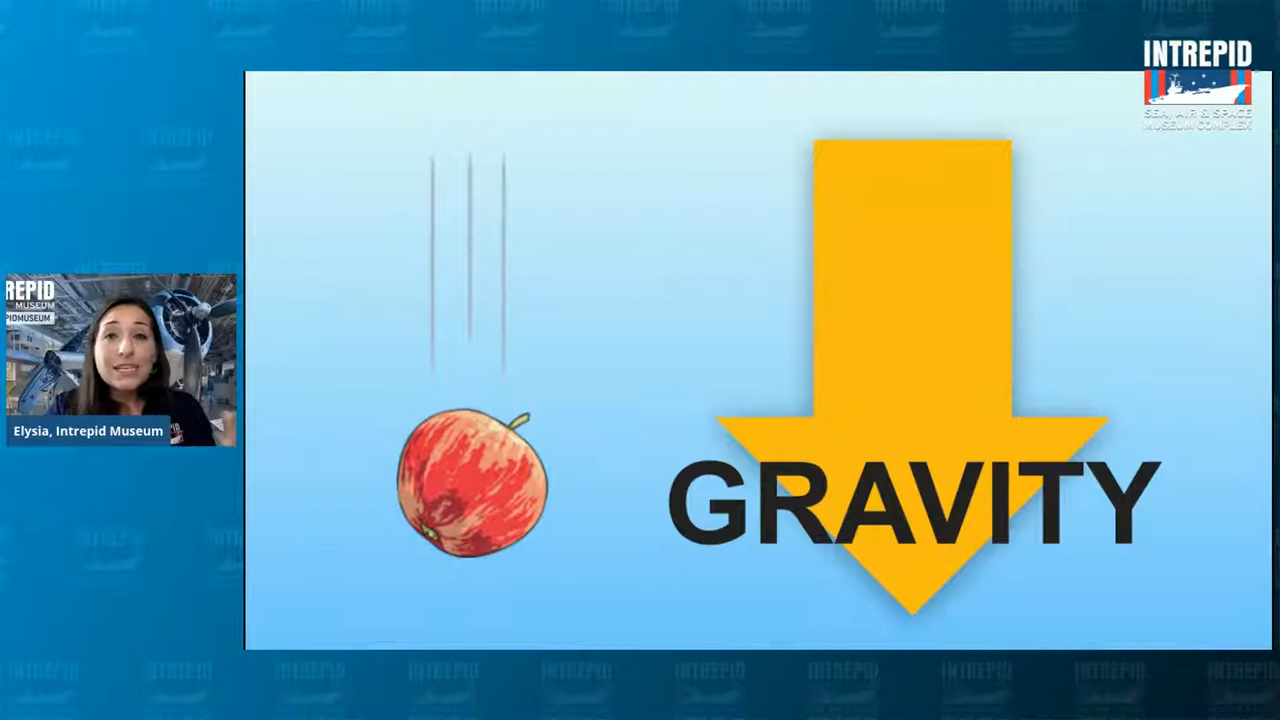 INTREPID
SEA, AIR & SPACE
MUSEUM COMPLEX
REPID
MUSEUM
PIDMUSEUM
Elysia, Intrepid Museum
GRAVITY